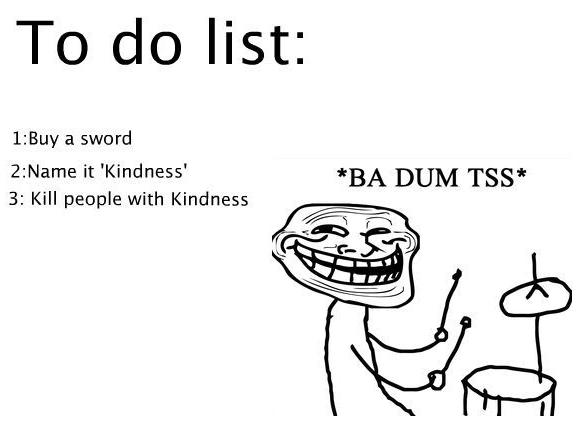 To do list:
1:Buy a sword
2:Name it 'Kindness'
3: Kill people with Kindness
*BA DUM TSS*